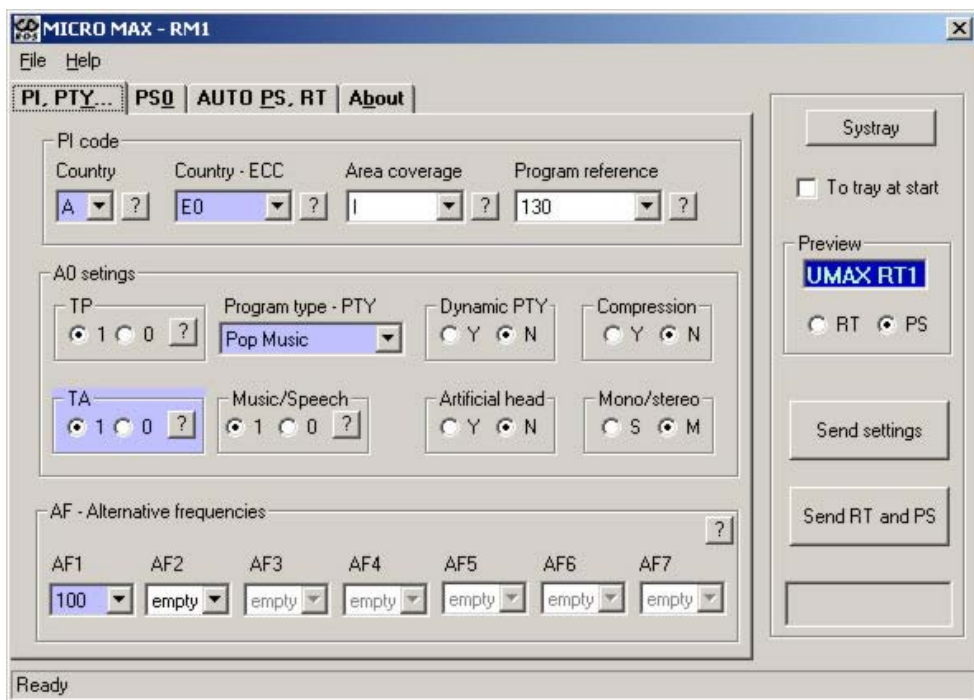 MICRO MAX - RM1
File Help
PI, PTY... PS0 AUTO PS, RT About
PI code
Country Country - ECC Area coverage Program reference
A ? E0 ? I ? 130 ?
A0 setings
TP Program type - PTY Dynamic PTY Compression
1 0 ? Pop Music Y N Y N
TA Music/Speech Artificial head Mono/stereo
1 0 ? 1 0 ? Y N S M
AF - Alternative frequencies
?
AF1 AF2 AF3 AF4 AF5 AF6 AF7
100 empty empty empty empty empty empty
Systray
To tray at start
Preview
UMAX RT1
RT PS
Send settings
Send RT and PS
Ready